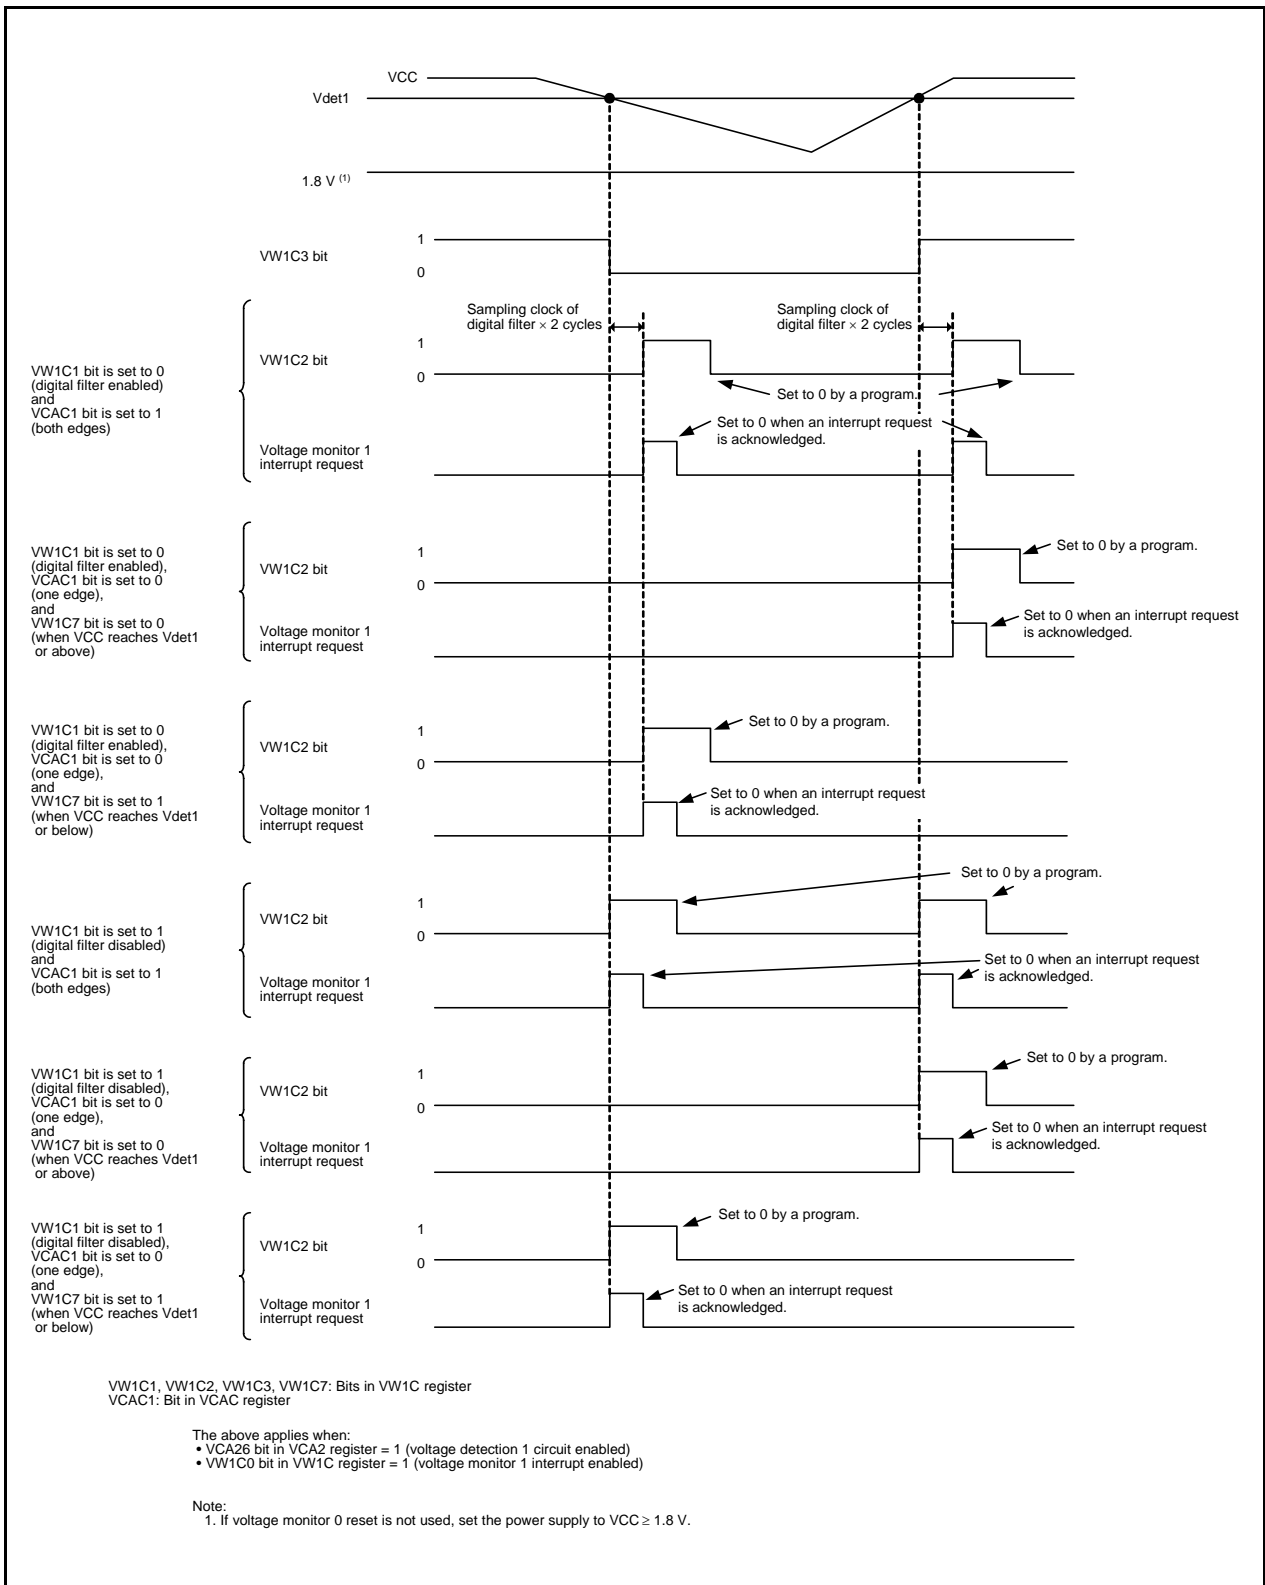 VCC
Vdet1
1.8 V (1)
1
VW1C3 bit
0
Sampling clock of
digital filter × 2 cycles
Sampling clock of
digital filter × 2 cycles
VW1C1 bit is set to 0
(digital filter enabled)
and
VCAC1 bit is set to 1
(both edges)
1
VW1C2 bit
0
Set to 0 by a program.
Set to 0 when an interrupt request
is acknowledged.
Voltage monitor 1
interrupt request
VW1C1 bit is set to 0
(digital filter enabled),
VCAC1 bit is set to 0
(one edge),
and
VW1C7 bit is set to 0
(when VCC reaches Vdet1
or above)
1
VW1C2 bit
0
Set to 0 by a program.
Voltage monitor 1
interrupt request
Set to 0 when an interrupt request
is acknowledged.
VW1C1 bit is set to 0
(digital filter enabled),
VCAC1 bit is set to 0
(one edge),
and
VW1C7 bit is set to 1
(when VCC reaches Vdet1
or below)
1
VW1C2 bit
0
Set to 0 by a program.
Voltage monitor 1
interrupt request
Set to 0 when an interrupt request
is acknowledged.
VW1C1 bit is set to 1
(digital filter disabled)
and
VCAC1 bit is set to 1
(both edges)
1
VW1C2 bit
0
Set to 0 by a program.
Voltage monitor 1
interrupt request
Set to 0 when an interrupt request
is acknowledged.
VW1C1 bit is set to 1
(digital filter disabled),
VCAC1 bit is set to 0
(one edge),
and
VW1C7 bit is set to 0
(when VCC reaches Vdet1
or above)
1
VW1C2 bit
0
Set to 0 by a program.
Voltage monitor 1
interrupt request
Set to 0 when an interrupt request
is acknowledged.
VW1C1 bit is set to 1
(digital filter disabled),
VCAC1 bit is set to 0
(one edge),
and
VW1C7 bit is set to 1
(when VCC reaches Vdet1
or below)
1
VW1C2 bit
0
Set to 0 by a program.
Voltage monitor 1
interrupt request
Set to 0 when an interrupt request
is acknowledged.
VW1C1, VW1C2, VW1C3, VW1C7: Bits in VW1C register
VCAC1: Bit in VCAC register
The above applies when:
• VCA26 bit in VCA2 register = 1 (voltage detection 1 circuit enabled)
• VW1C0 bit in VW1C register = 1 (voltage monitor 1 interrupt enabled)
Note:
1. If voltage monitor 0 reset is not used, set the power supply to VCC ≥ 1.8 V.